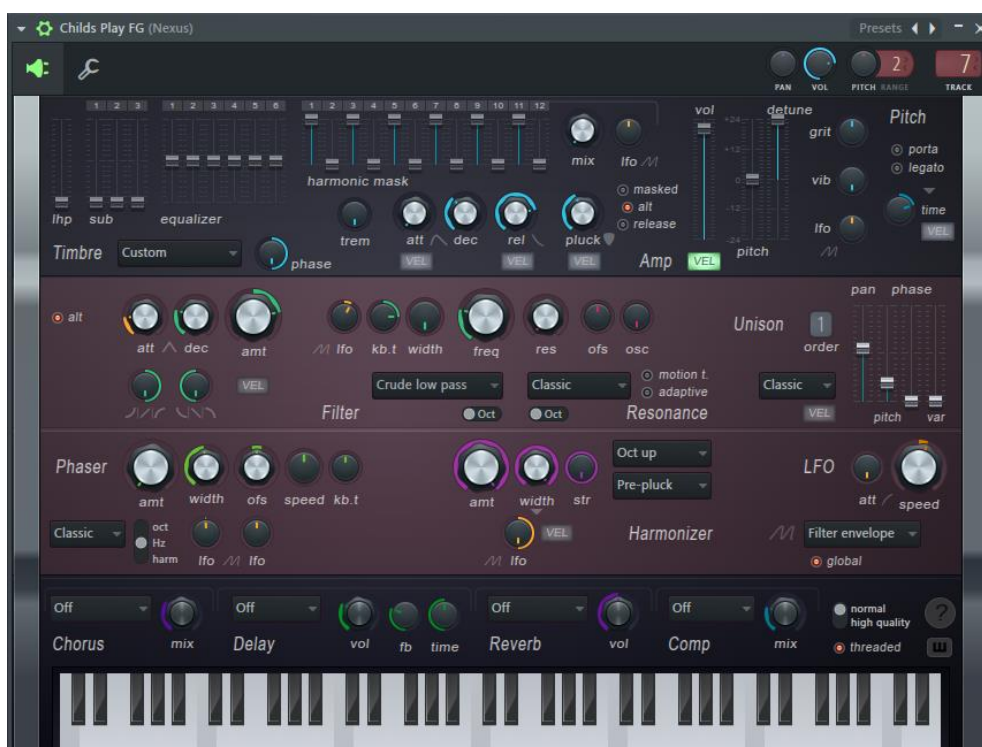 Childs Play FG (Nexus) Presets
2 7
PAN VOL PITCH RANGE TRACK
1 2 3 1 2 3 4 5 6 1 2 3 4 5 6 7 8 9 10 11 12 vol detune
+24 grit Pitch
+12 porta
mix lfo legato
harmonic mask 0 vib
masked
lhp sub equalizer alt -12 time
release lfo VEL
trem att dec rel pluck -24 pitch
Timbre Custom phase VEL VEL VEL Amp VEL
pan phase
alt Unison 1
att dec amt lfo kb.t width freq res ofs osc order
motion t.
VEL Crude low pass Classic adaptive Classic
Filter Oct Oct Resonance VEL pitch var
Oct up
Phaser LFO
amt width ofs speed kb.t amt width str Pre-pluck att speed
Classic oct VEL Harmonizer Filter envelope
Hz
harm lfo lfo lfo global
Off Off Off Off normal ?
high quality
Chorus mix Delay vol fb time Reverb vol Comp mix threaded